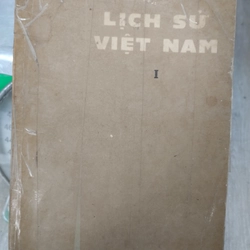 LỊCH SỬ
VIỆT NAM
I